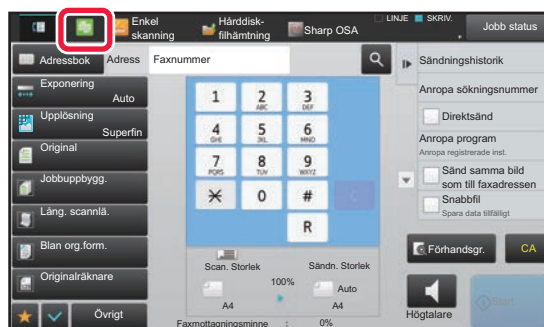 Enkel skanning
Hårddisk-filhämtning
Sharp OSA
LINJE
SKRIV.
Jobb status
Adressbok
Adress
Faxnummer
Exponering
Auto
Upplösning
Superfin
Original
Jobbuppbygg.
Lång. scannlä.
Blan org.form.
Originalräknare
Övrigt
1
2 ABC
3 DEF
4 GHI
5 JKL
6 MNO
7 PQRS
8 TUV
9 WXYZ
0
#
C
R
Scan. Storlek
A4
100%
Sändn. Storlek
Auto
A4
Faxmottagningsminne : 0%
Sändningshistorik
Anropa sökningsnummer
Direktsänd
Anropa program
Anropa registrerade inst.
Sänd samma bild
som till faxadressen
Snabbfil
Spara data tillfälligt
Förhandsgr.
CA
Högtalare
Start